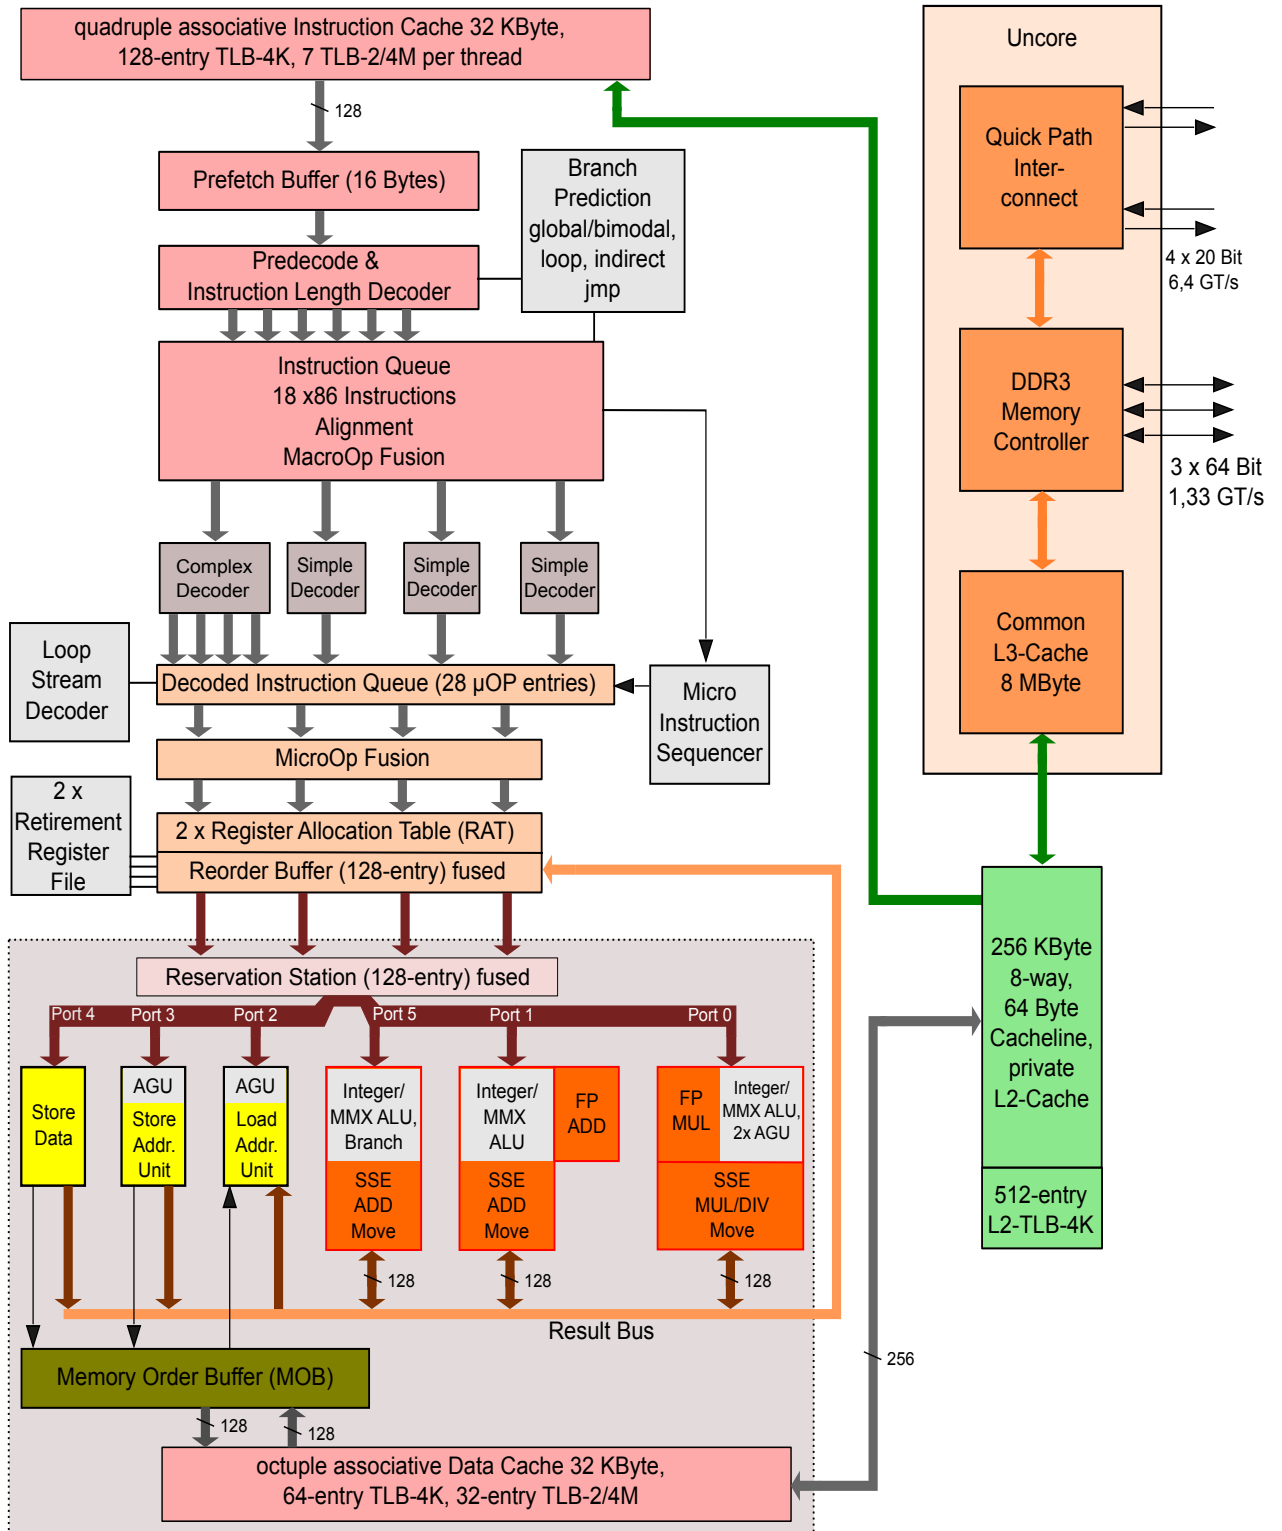 quadruple associative Instruction Cache 32 KByte,
128-entry TLB-4K, 7 TLB-2/4M per thread
128
Prefetch Buffer (16 Bytes)
Predecode &
Instruction Length Decoder
Branch
Prediction
global/bimodal,
loop, indirect
jmp
Instruction Queue
18 x86 Instructions
Alignment
MacroOp Fusion
Complex
Decoder
Simple
Decoder
Simple
Decoder
Simple
Decoder
Loop
Stream
Decoder
Decoded Instruction Queue (28 µOP entries)
Micro
Instruction
Sequencer
MicroOp Fusion
2 x
Retirement
Register
File
2 x Register Allocation Table (RAT)
Reorder Buffer (128-entry) fused
Reservation Station (128-entry) fused
Port 4
Port 3
Port 2
Port 5
Port 1
Port 0
Store
Data
AGU
Store
Addr.
Unit
AGU
Load
Addr.
Unit
Integer/
MMX ALU,
Branch
SSE
ADD
Move
Integer/
MMX
ALU
FP
ADD
SSE
ADD
Move
FP
MUL
Integer/
MMX ALU,
2x AGU
SSE
MUL/DIV
Move
128
128
128
Result Bus
Memory Order Buffer (MOB)
128
128
octuple associative Data Cache 32 KByte,
64-entry TLB-4K, 32-entry TLB-2/4M
256
Uncore
Quick Path
Inter-
connect
4 x 20 Bit
6,4 GT/s
DDR3
Memory
Controller
3 x 64 Bit
1,33 GT/s
Common
L3-Cache
8 MByte
256 KByte
8-way,
64 Byte
Cacheline,
private
L2-Cache
512-entry
L2-TLB-4K